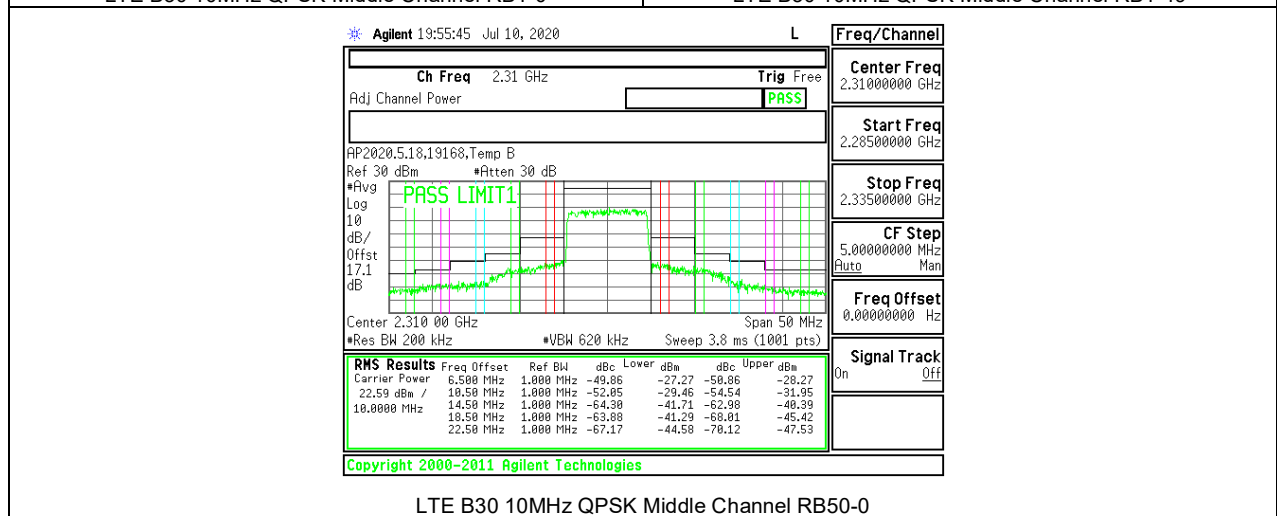 Agilent 19:55:45 Jul 10, 2020 L
Freq/Channel
Ch Freq 2.31 GHz Trig Free
Adj Channel Power PASS
Center Freq
2.31000000 GHz
Start Freq
2.28500000 GHz
AP2020.5.18,19168,Temp B
Ref 30 dBm #Atten 30 dB
#Avg
Log
10
dB/
Offst
17.1
dB
PASS LIMIT1
Stop Freq
2.33500000 GHz
CF Step
5.00000000 MHz
Auto Man
Freq Offset
0.00000000 Hz
Center 2.310 00 GHz Span 50 MHz
#Res BW 200 kHz #VBW 620 kHz Sweep 3.8 ms (1001 pts)
Signal Track
On Off
RMS Results Freq Offset Ref BW dBc Lower dBm dBc Upper dBm
Carrier Power 6.500 MHz 1.000 MHz -49.86 -27.27 -50.86 -28.27
22.59 dBm / 10.50 MHz 1.000 MHz -52.05 -29.46 -54.54 -31.95
10.0000 MHz 14.50 MHz 1.000 MHz -64.30 -41.71 -62.98 -40.39
18.50 MHz 1.000 MHz -63.88 -41.29 -68.01 -45.42
22.50 MHz 1.000 MHz -67.17 -44.58 -70.12 -47.53
Copyright 2000-2011 Agilent Technologies
LTE B30 10MHz QPSK Middle Channel RB50-0